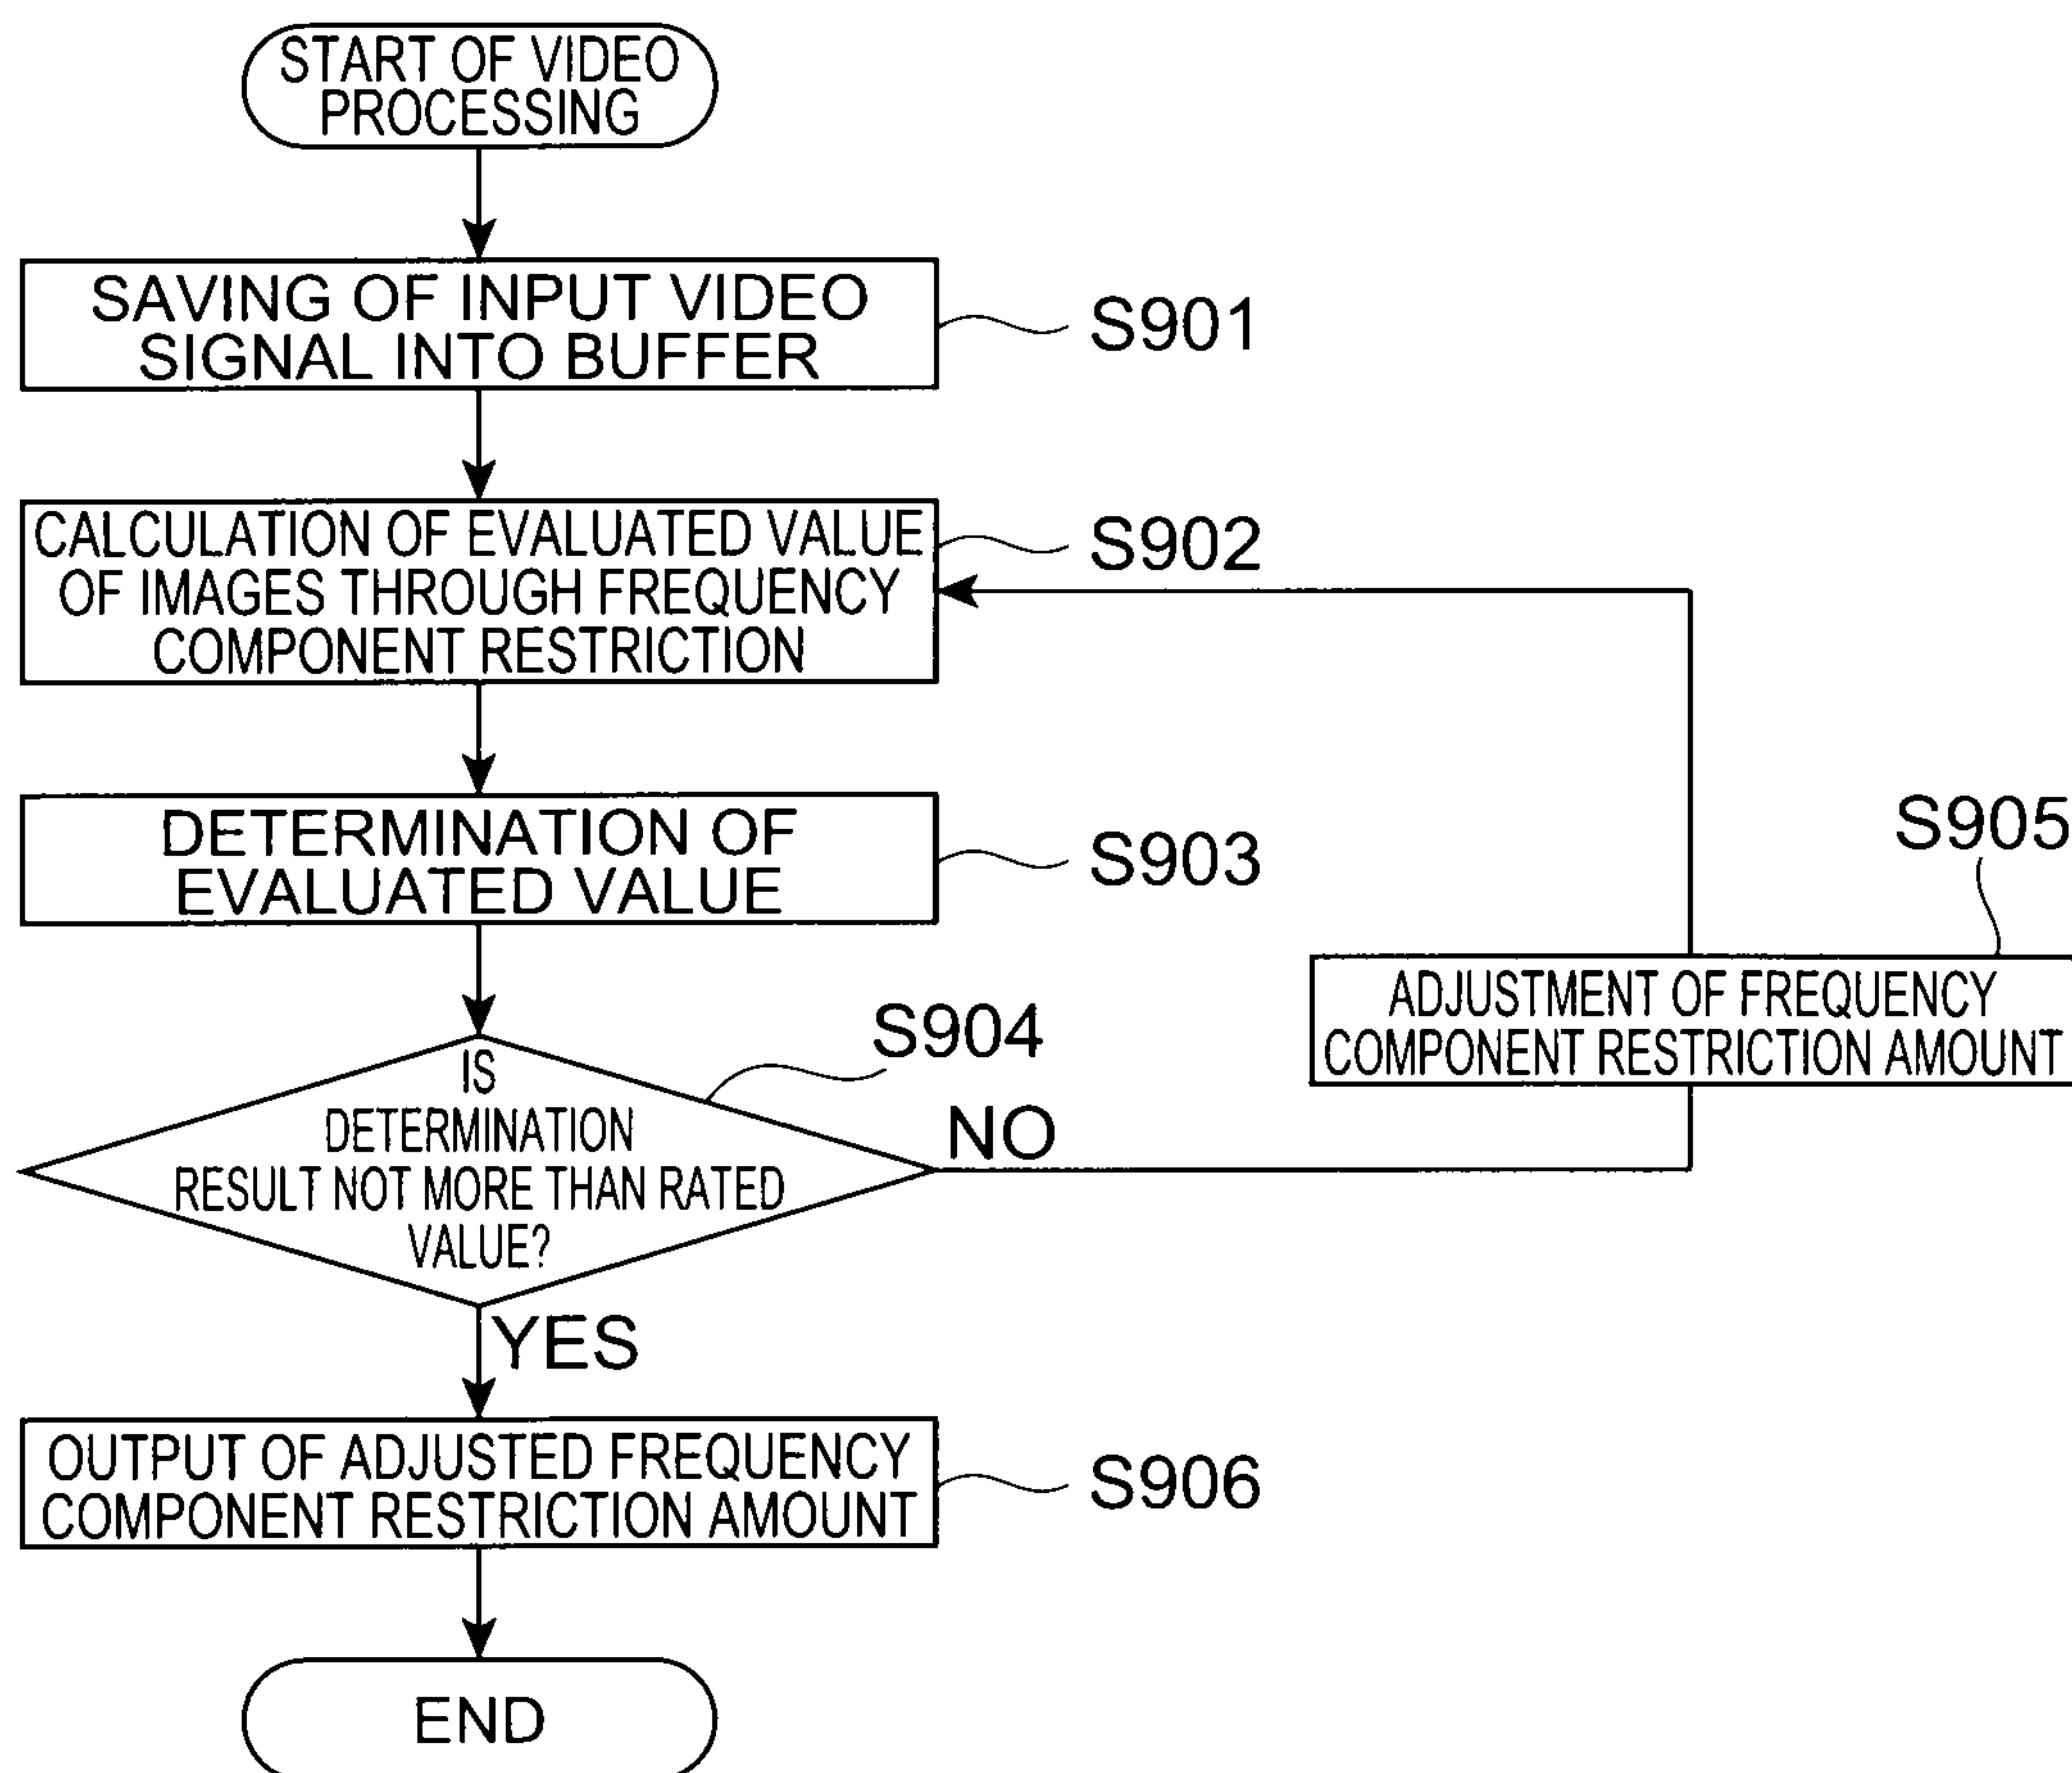 START OF VIDEO
PROCESSING
SAVING OF INPUT VIDEO
SIGNAL INTO BUFFER
S901
CALCULATION OF EVALUATED VALUE
OF IMAGES THROUGH FREQUENCY
COMPONENT RESTRICTION
S902
DETERMINATION OF
EVALUATED VALUE
S903
IS
DETERMINATION
RESULT NOT MORE THAN RATED
VALUE?
S904
NO
S905
ADJUSTMENT OF FREQUENCY
COMPONENT RESTRICTION AMOUNT
YES
OUTPUT OF ADJUSTED FREQUENCY
COMPONENT RESTRICTION AMOUNT
S906
END